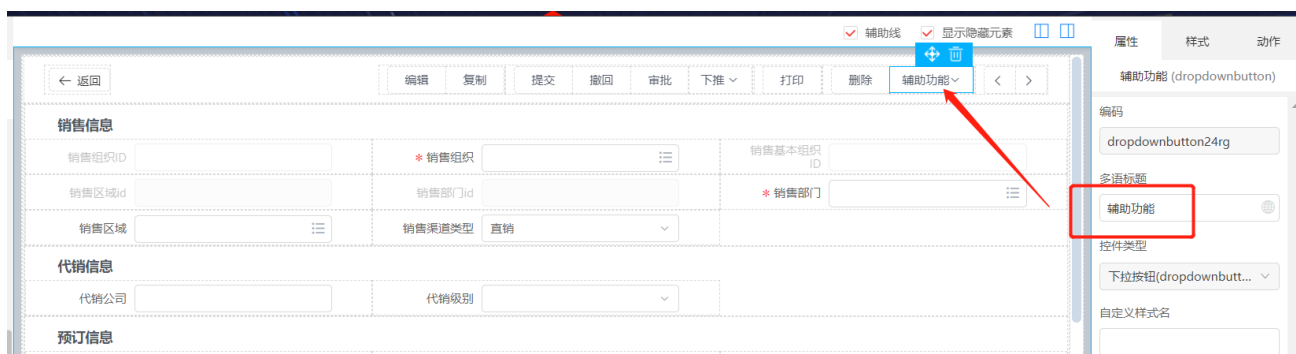 辅助线 显示隐藏元素
属性 样式 动作
返回 编辑 复制 提交 撤回 审批 下推 打印 删除 辅助功能
辅助功能 (dropdownbutton)
编码
dropdownbutton24rg
多语标题
辅助功能
控件类型
下拉按钮(dropdownbutt...
自定义样式名
销售信息
销售组织ID * 销售组织 销售基本组织
ID
销售区域id 销售部门id * 销售部门
销售区域 销售渠道类型 直销
代销信息
代销公司 代销级别
预订信息